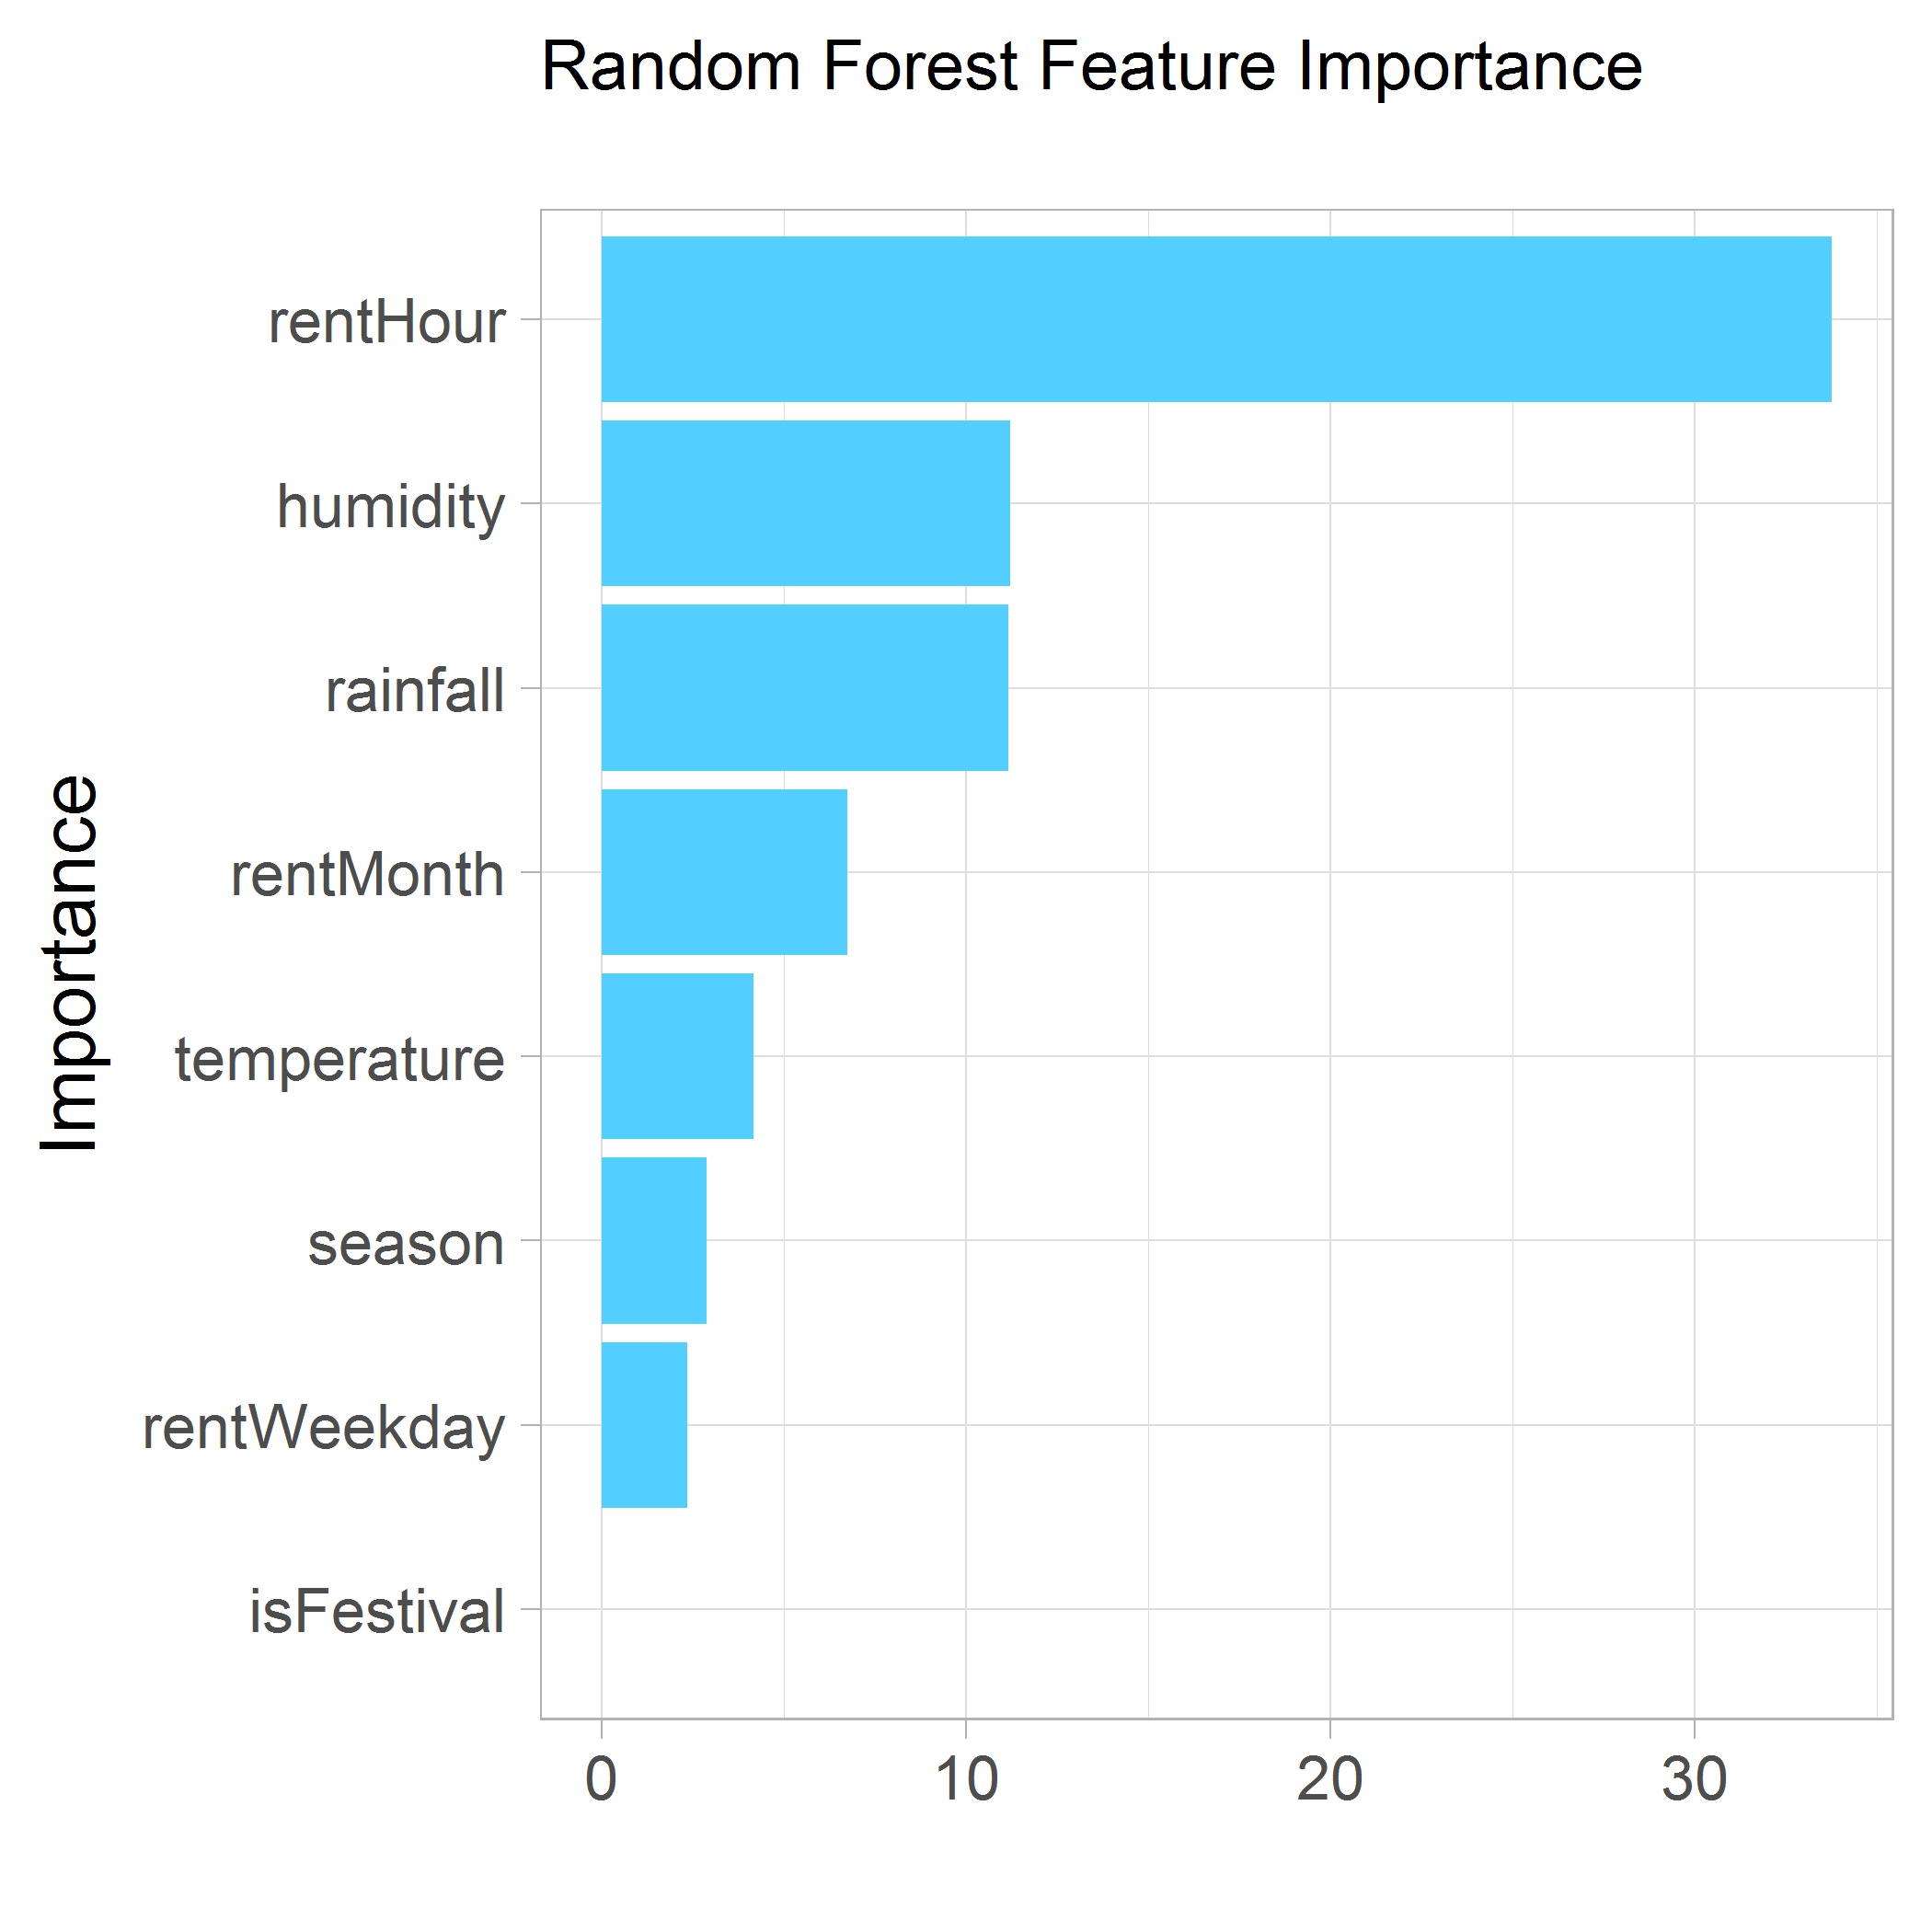 Random Forest Feature Importance
Importance
rentHour
humidity
rainfall
rentMonth
temperature
season
rentWeekday
isFestival
0 10 20 30